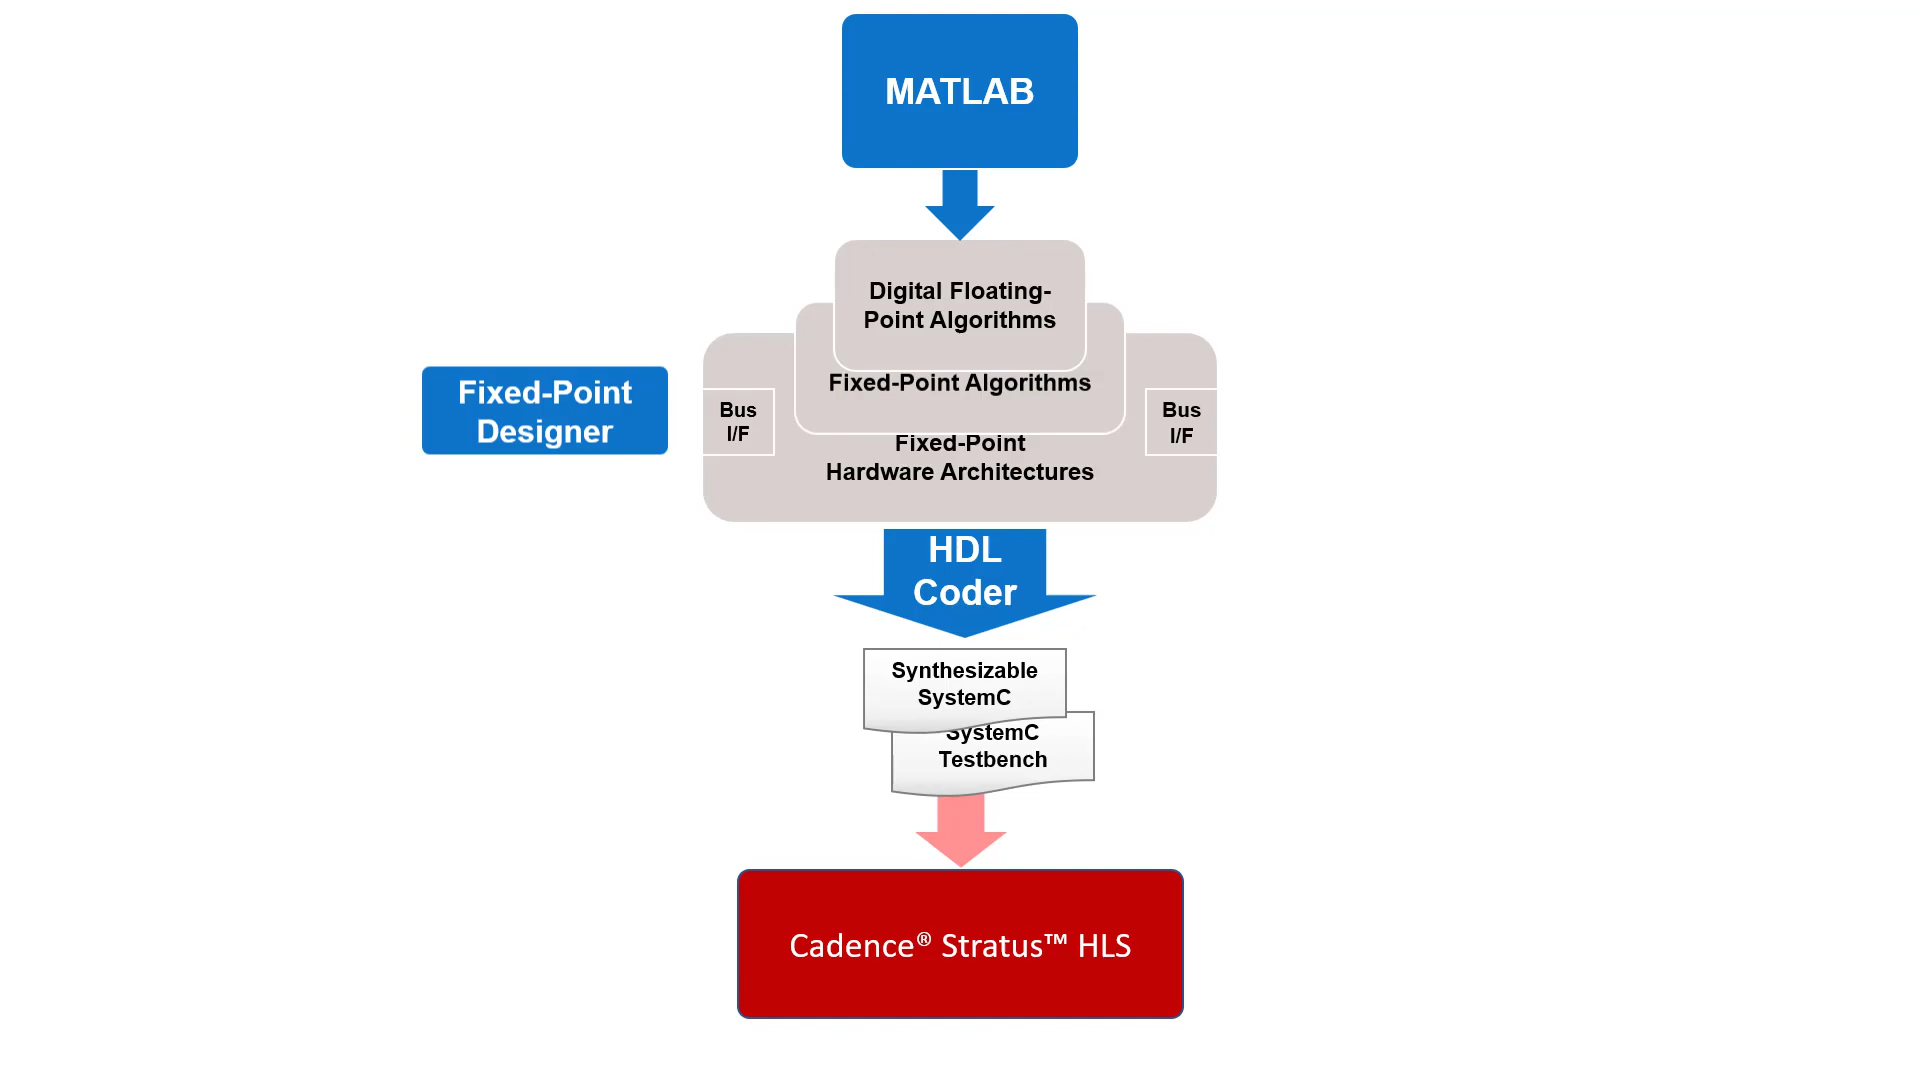 MATLAB
Digital Floating-
Point Algorithms
Fixed-Point Algorithms
Fixed-Point
Designer
Bus
I/F
Bus
I/F
Fixed-Point
Hardware Architectures
HDL
Coder
Synthesizable
SystemC
SystemC
Testbench
Cadence® Stratus™ HLS